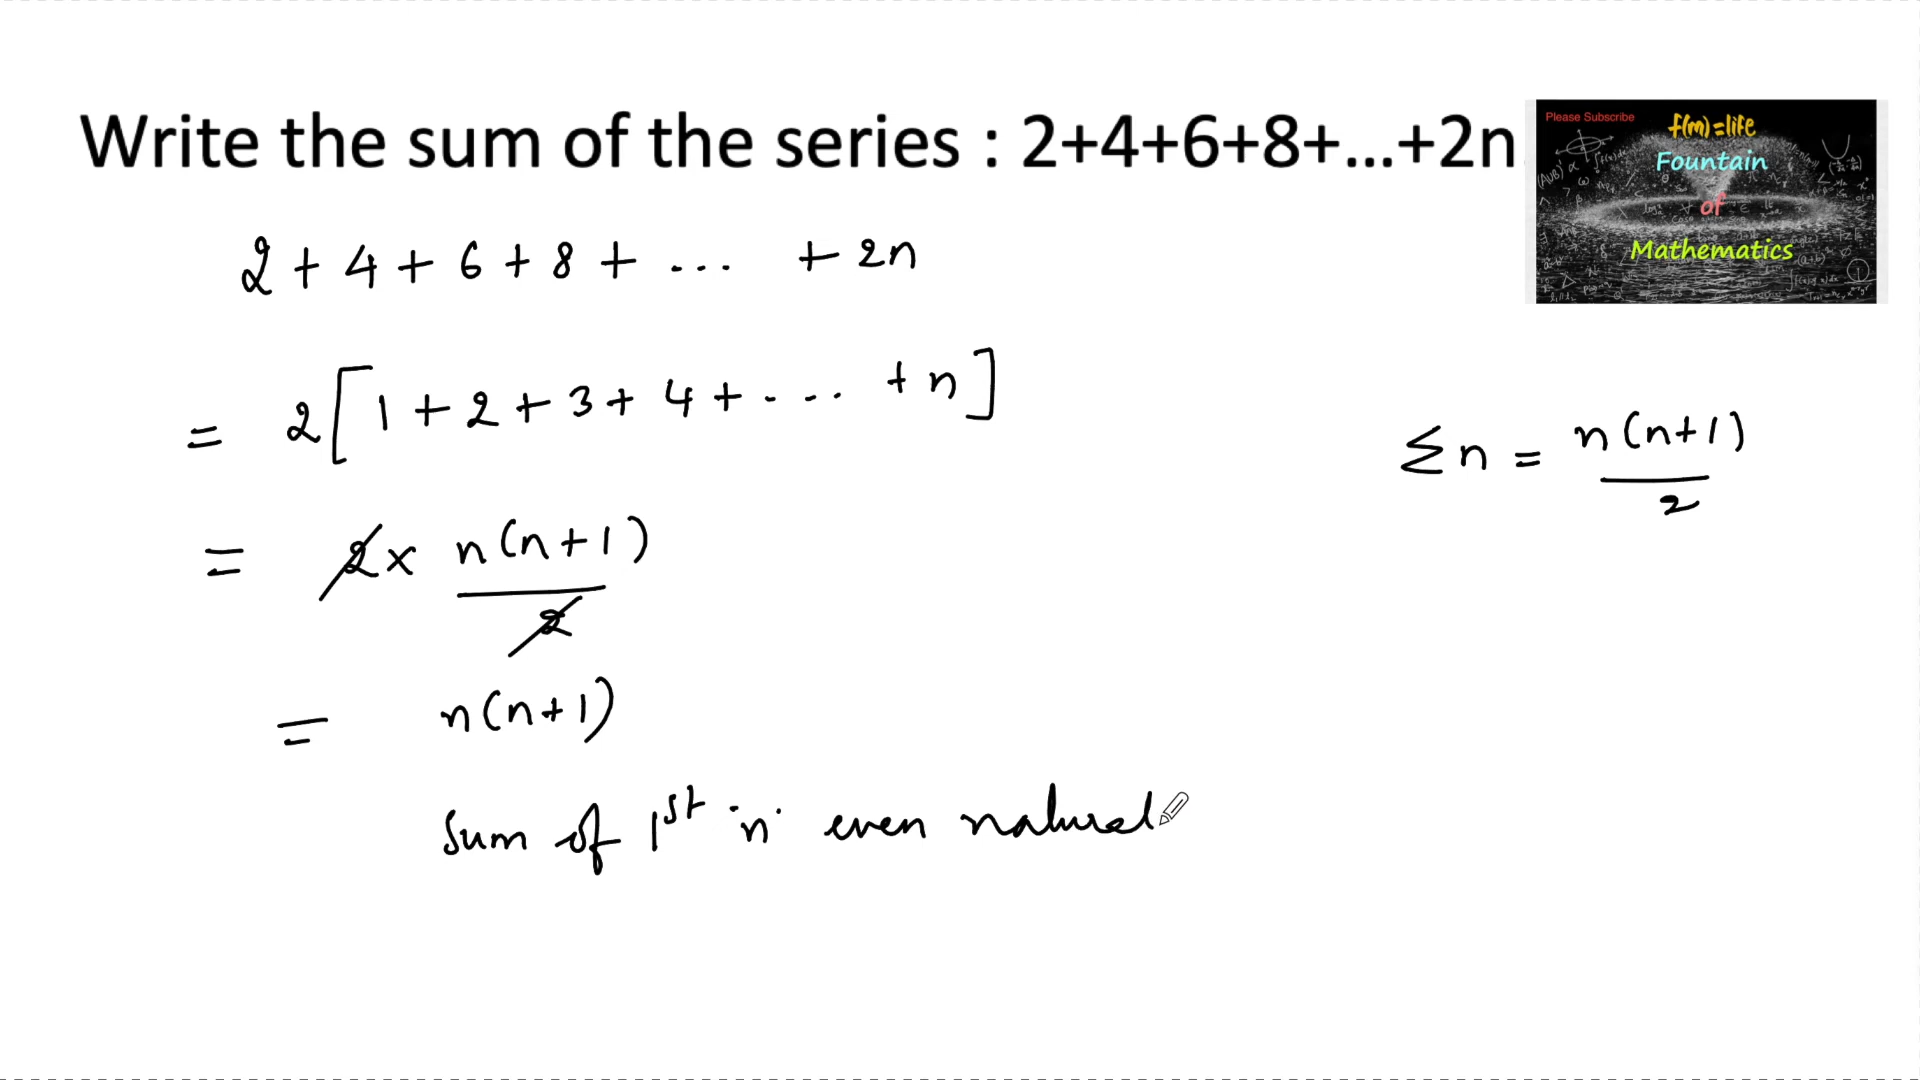 Write the sum of the series : 2+4+6+8+...+2n
Please Subscribe
f(m)=life
Fountain
of
Mathematics
2 + 4 + 6 + 8 + ... + 2n
= 2[1 + 2 + 3 + 4 + .... + n]
Σn = n(n+1)
2
= 2 x n(n+1)
2
= n(n+1)
Sum of 1st 'n' even natural